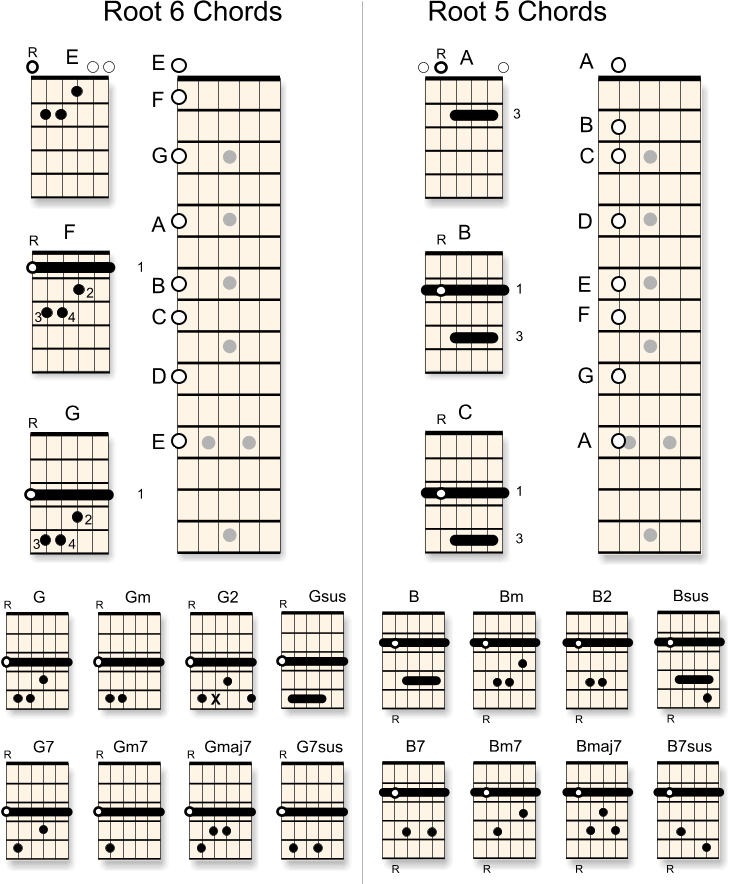 Root 6 Chords
R
E
F
1
2
3
4
R
G
R
1
2
3
4
E
F
G
A
B
C
D
E
Root 5 Chords
R
A
3
B
R
1
3
C
R
1
3
A
B
C
D
E
F
G
A
G Gm G2 Gsus
R R R R
X
G7 Gm7 Gmaj7 G7sus
R R R R
B Bm B2 Bsus
R R R R
B7 Bm7 Bmaj7 B7sus
R R R R